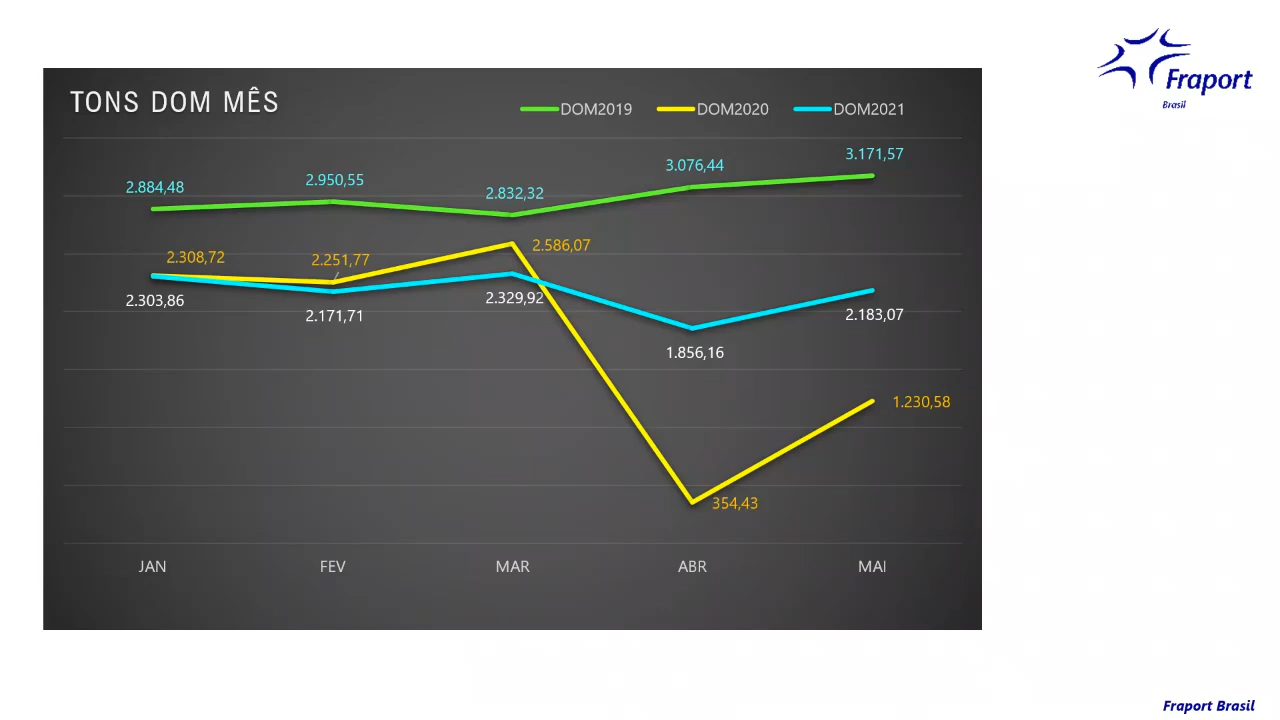 Fraport
Brasil
TONS DOM MÊS
DOM2019 DOM2020 DOM2021
2.884,48 2.950,55 2.832,32 3.076,44 3.171,57
2.308,72 2.251,77 2.586,07 354,43 1.230,58
2.303,86 2.171,71 2.329,92 1.856,16 2.183,07
JAN FEV MAR ABR MAI
Fraport Brasil